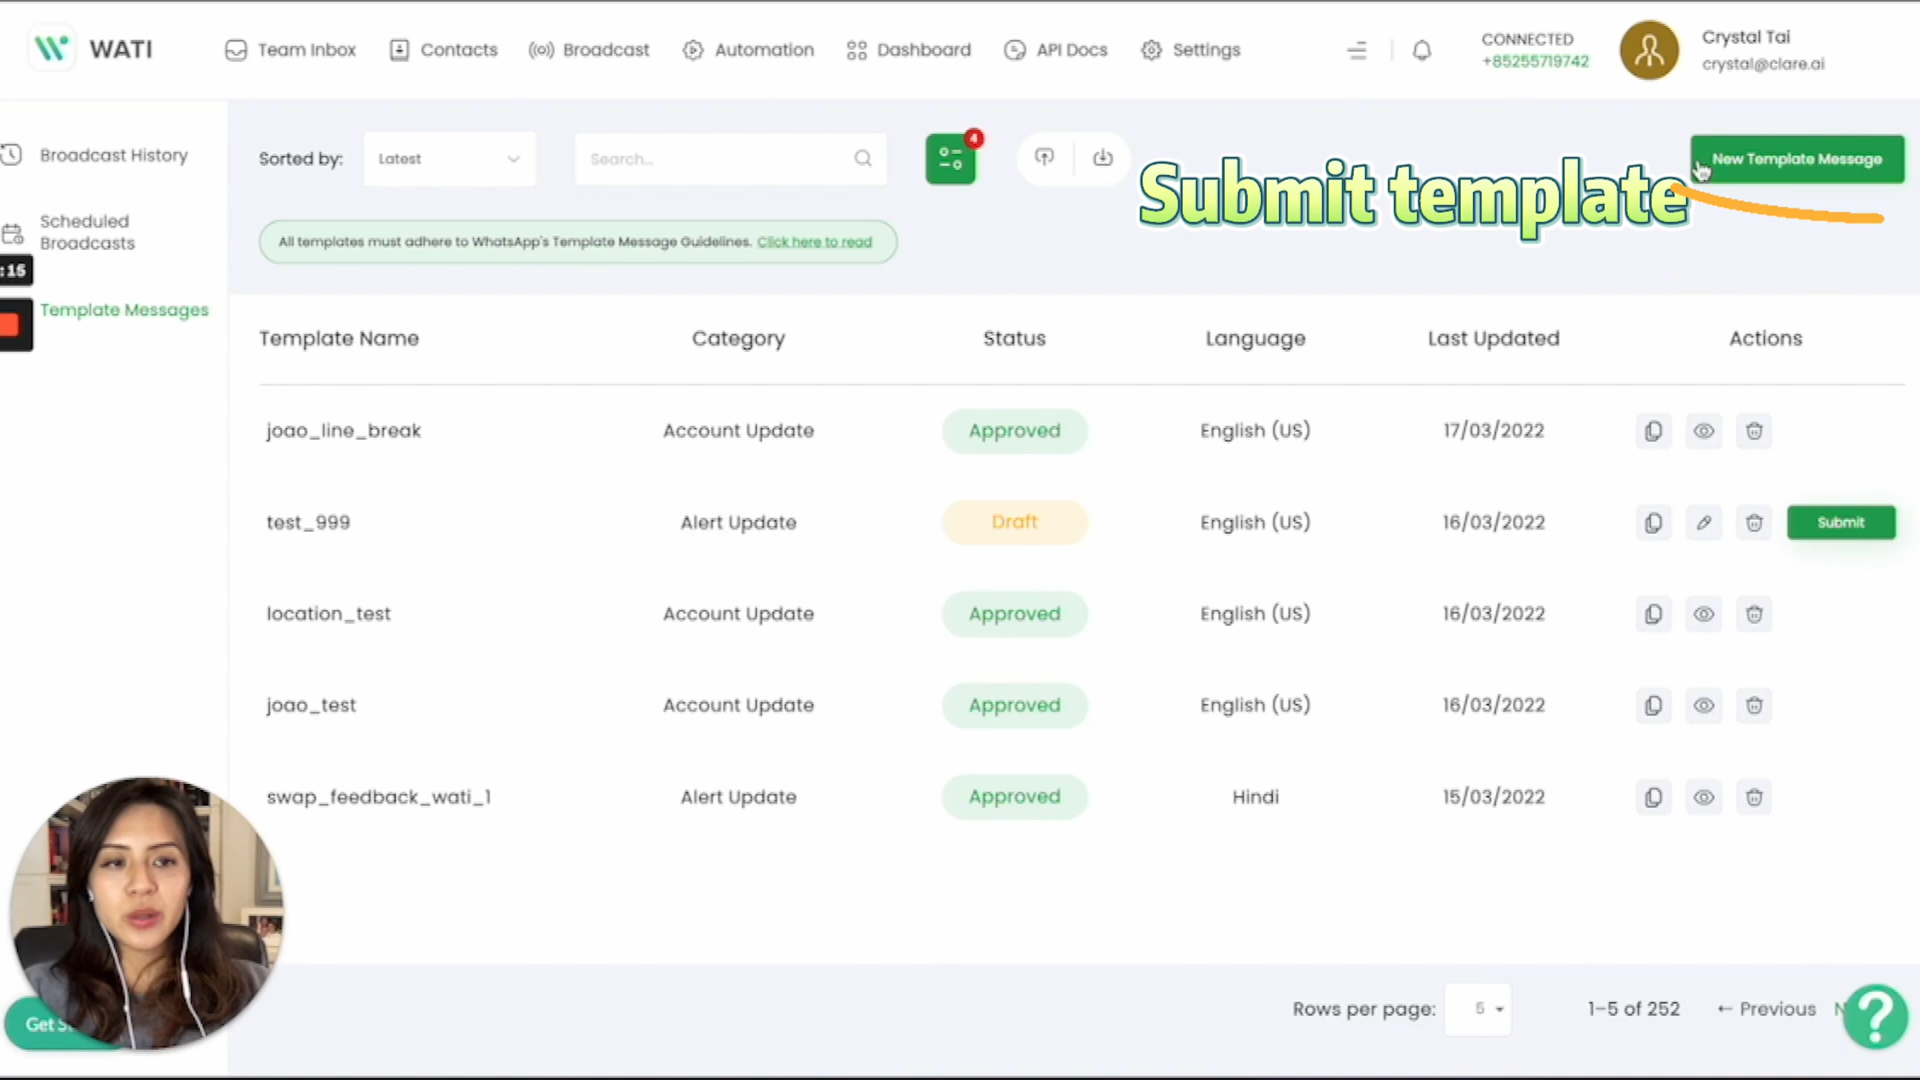 WATI
Team Inbox
Contacts
Broadcast
Automation
Dashboard
API Docs
Settings
CONNECTED
+85255719742
Crystal Tai
crystal@clare.ai
Broadcast History
Scheduled
Broadcasts
:15
Template Messages
Sorted by:
Latest
Search...
4
New Template Message
Submit template
All templates must adhere to WhatsApp's Template Message Guidelines. Click here to read
Template Name Category Status Language Last Updated Actions
joao_line_break Account Update Approved English (US) 17/03/2022
test_999 Alert Update Draft English (US) 16/03/2022 Submit
location_test Account Update Approved English (US) 16/03/2022
joao_test Account Update Approved English (US) 16/03/2022
swap_feedback_wati_1 Alert Update Approved Hindi 15/03/2022
Get
Rows per page: 5 1-5 of 252 ← Previous
?